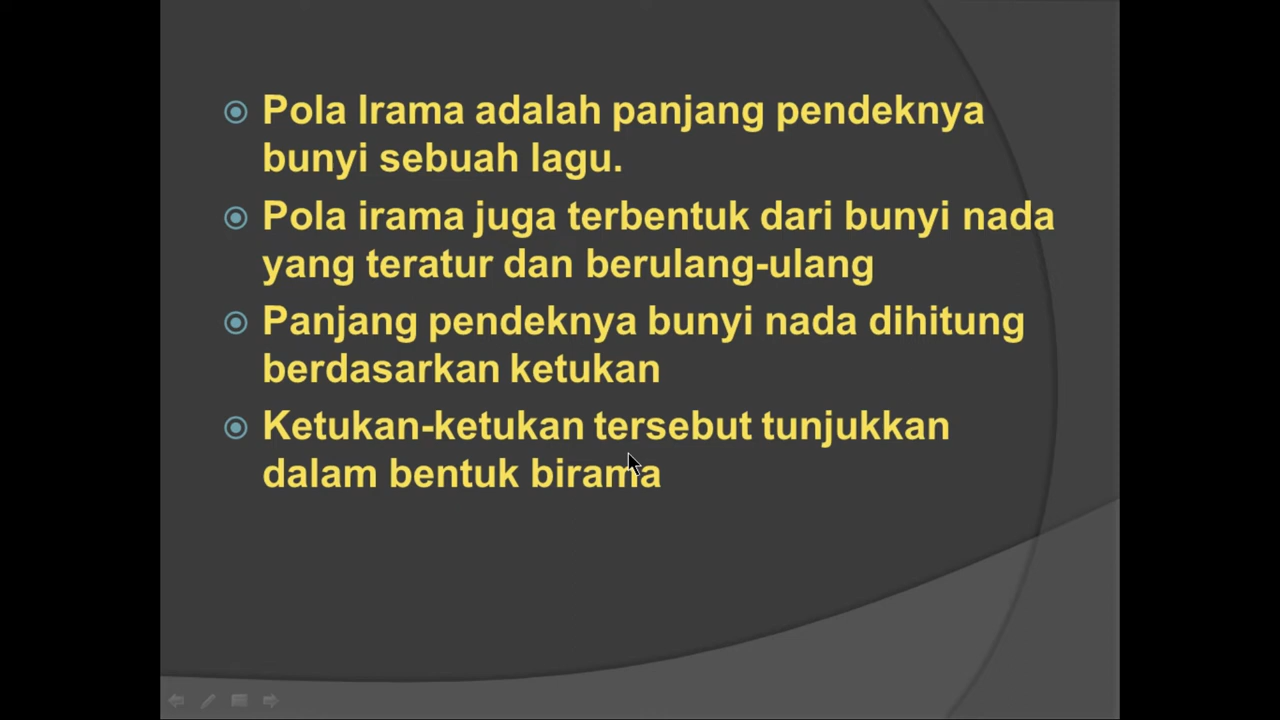 Pola Irama adalah panjang pendeknya
bunyi sebuah lagu.
Pola irama juga terbentuk dari bunyi nada
yang teratur dan berulang-ulang
Panjang pendeknya bunyi nada dihitung
berdasarkan ketukan
Ketukan-ketukan tersebut tunjukkan
dalam bentuk birama